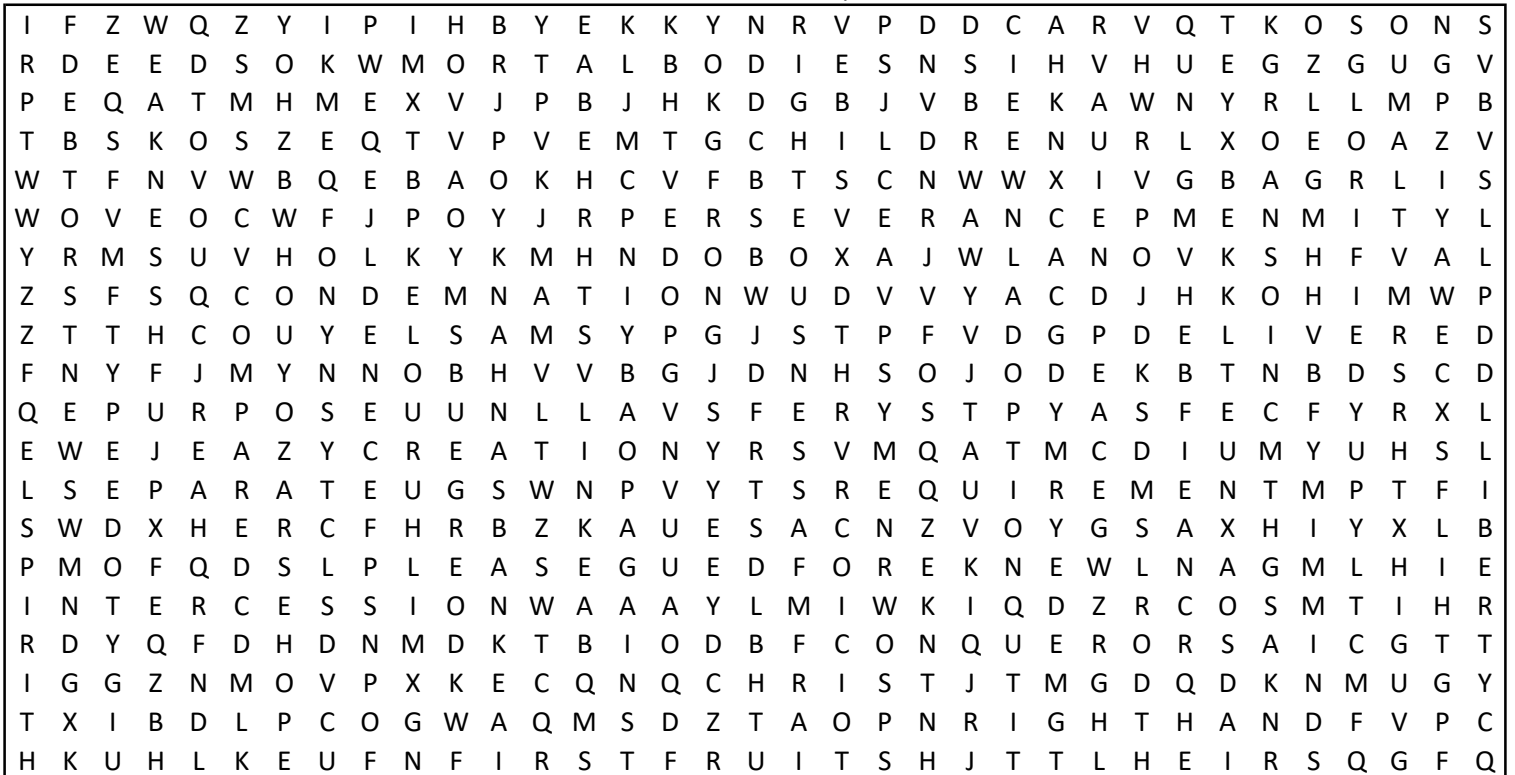 I F Z W Q Z Y I P I H B Y E K K Y N R V P D D C A R V Q T K O S O N S
R D E E D S O K W M O R T A L B O D I E S N S I H V H U E G Z G U G V
P E Q A T M H M E X V J P B J H K D G B J V B E K A W N Y R L L M P B
T B S K O S Z E Q T V P V E M T G C H I L D R E N U R L X O E O A Z V
W T F N V W B Q E B A O K H C V F B T S C N W W X I V G B A G R L I S
W O V E O C W F J P O Y J R P E R S E V E R A N C E P M E N M I T Y L
Y R M S U V H O L K Y K M H N D O B O X A J W L A N O V K S H F V A L
Z S F S Q C O N D E M N A T I O N W U D V V Y A C D J H K O H I M W P
Z T T H C O U Y E L S A M S Y P G J S T P F V D G P D E L I V E R E D
F N Y F J M Y N N O B H V V B G J D N H S O J O D E K B T N B D S C D
Q E P U R P O S E U U N L L A V S F E R Y S T P Y A S F E C F Y R X L
E W E J E A Z Y C R E A T I O N Y R S V M Q A T M C D I U M Y U H S L
L S E P A R A T E U G S W N P V Y T S R E Q U I R E M E N T M P T F I
S W D X H E R C F H R B Z K A U E S A C N Z V O Y G S A X H I Y X L B
P M O F Q D S L P L E A S E G U E D F O R E K N E W L N A G M L H I E
I N T E R C E S S I O N W A A A Y L M I W K I Q D Z R C O S M T I H R
R D Y Q F D H D N M D K T B I O D B F C O N Q U E R O R S A I C G T T
I G G Z N M O V P X K E C Q N Q C H R I S T J T M G D Q D K N M U G Y
T X I B D L P C O G W A Q M S D Z T A O P N R I G H T H A N D F V P C
H K U H L K E U F N F I R S T F R U I T S H J T T L H E I R S Q G F Q